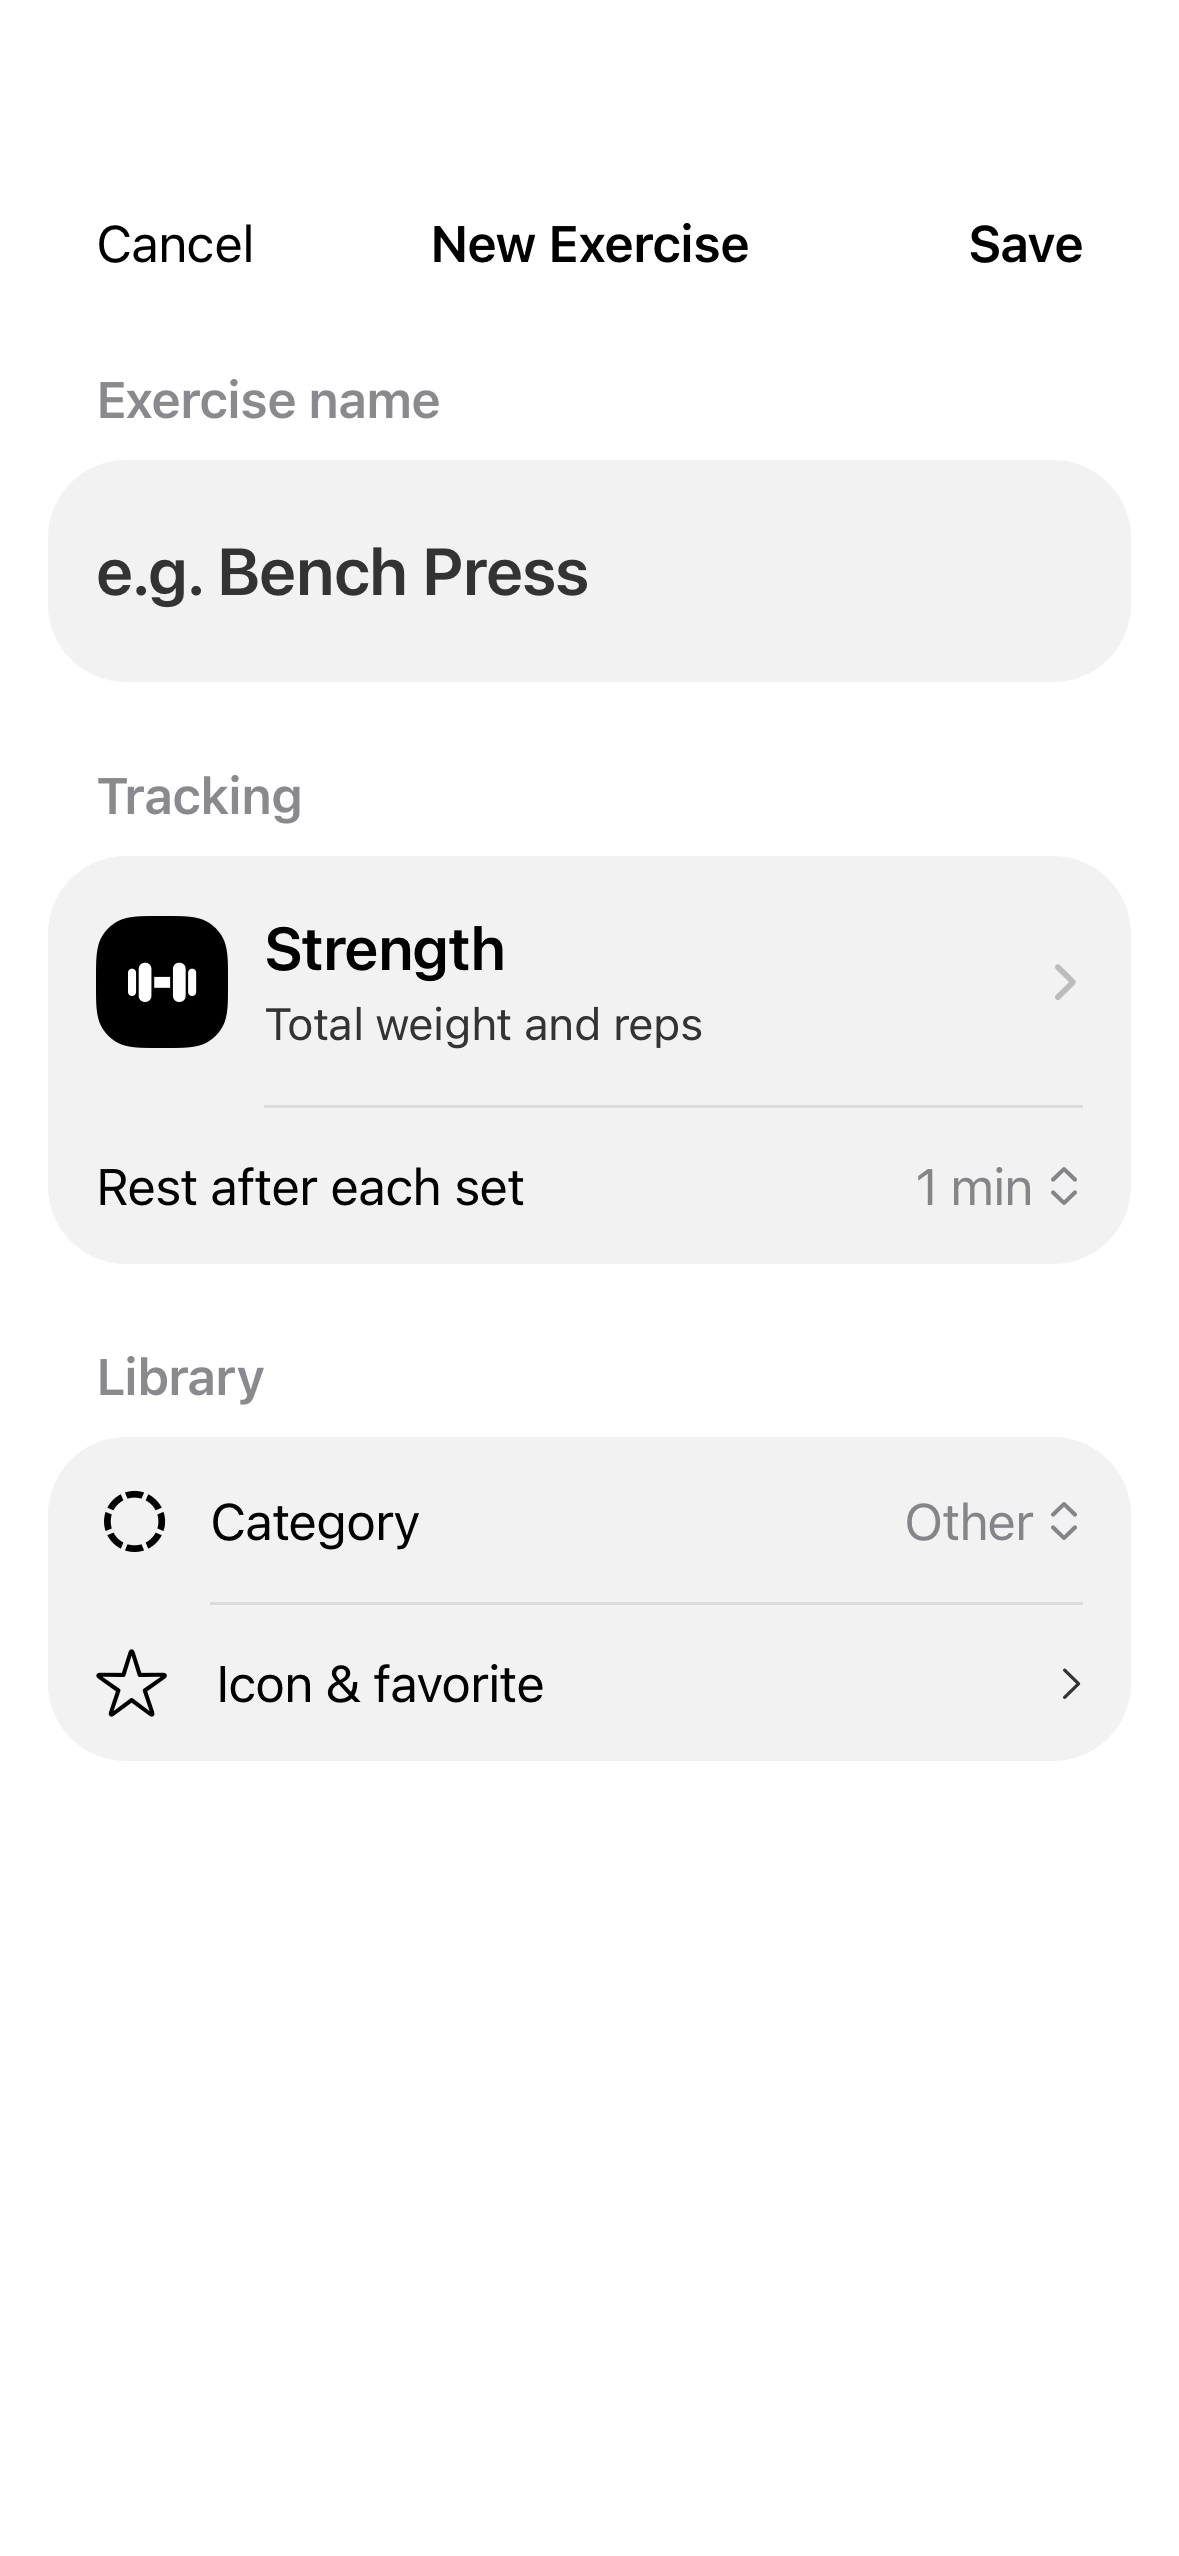 Cancel
New Exercise
Save
Exercise name
e.g. Bench Press
Tracking
Strength
Total weight and reps
Rest after each set
1 min
Library
Category
Other
Icon & favorite